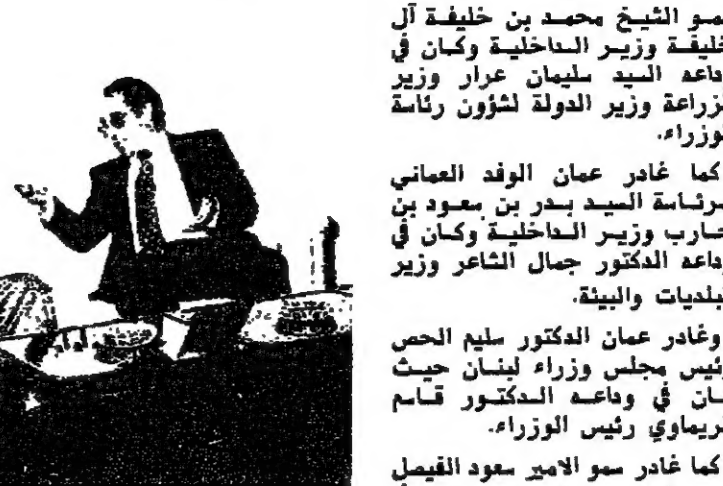 سمو الشيخ محمد بن خليفة آل
خليفة وزير الداخلية وكان في
وداعه السيد سليمان عرار وزير
الزراعة وزير الدولة لشؤون رئاسة
الوزراء.
كما غادر عمان الوفد العماني
برئاسة السيد بدر بن سعود بن
حارب وزير الداخلية وكان في
وداعه الدكتور جمال الشاعر وزير
البلديات والبيئة.
وغادر عمان الدكتور سليم الحص
رئيس مجلس وزراء لبنان حيث
كان في وداعه الدكتور قاسم
الريماوي رئيس الوزراء.
كما غادر سمو الامير سعود الفيصل